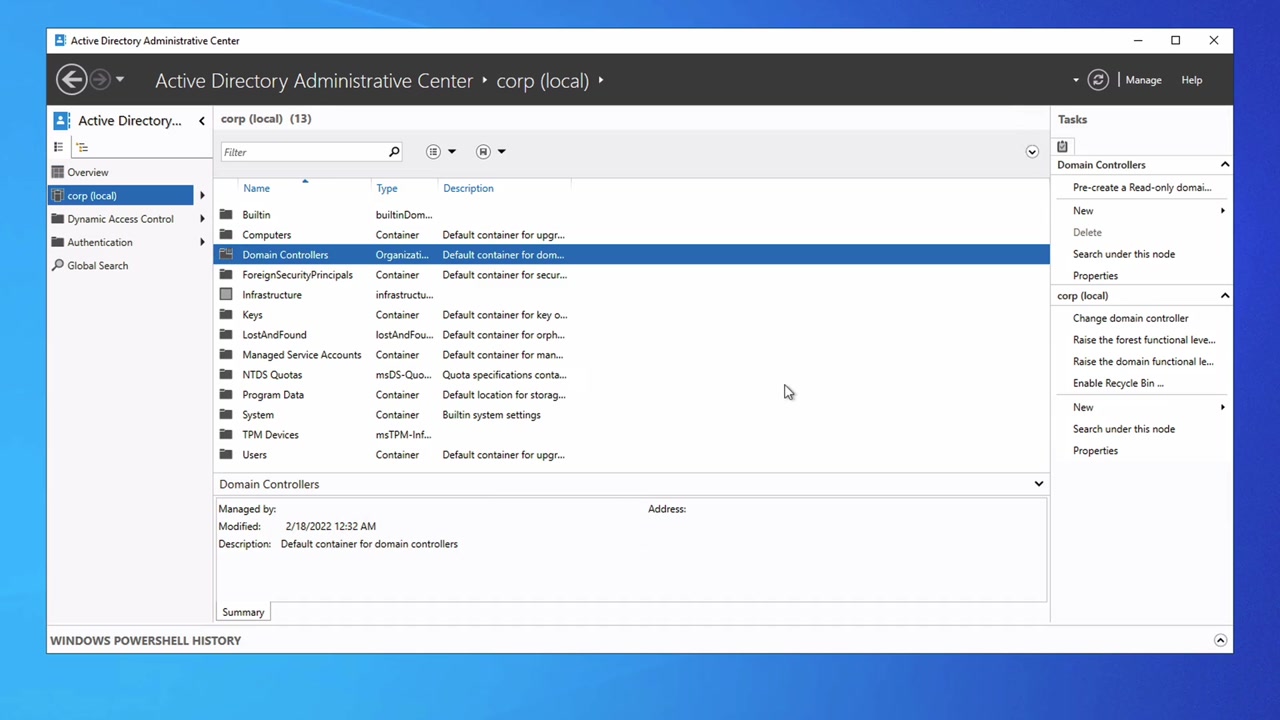 Active Directory Administrative Center
Active Directory Administrative Center • corp (local) •
Manage
Help
Active Directory...
Overview
corp (local)
Dynamic Access Control
Authentication
Global Search
corp (local) (13)
Filter
Name Type Description
Builtin builtinDom...
Computers Container Default container for upgr...
Domain Controllers Organizati... Default container for dom...
ForeignSecurityPrincipals Container Default container for secur...
Infrastructure infrastructu...
Keys Container Default container for key o...
LostAndFound lostAndFou... Default container for orph...
Managed Service Accounts Container Default container for man...
NTDS Quotas msDS-Quo... Quota specifications conta...
Program Data Container Default location for storag...
System Container Builtin system settings
TPM Devices msTPM-Inf...
Users Container Default container for upgr...
Domain Controllers
Managed by: Address:
Modified: 2/18/2022 12:32 AM
Description: Default container for domain controllers
Summary
Tasks
Domain Controllers
Pre-create a Read-only domai...
New
Delete
Search under this node
Properties
corp (local)
Change domain controller
Raise the forest functional leve...
Raise the domain functional le...
Enable Recycle Bin ...
New
Search under this node
Properties
WINDOWS POWERSHELL HISTORY